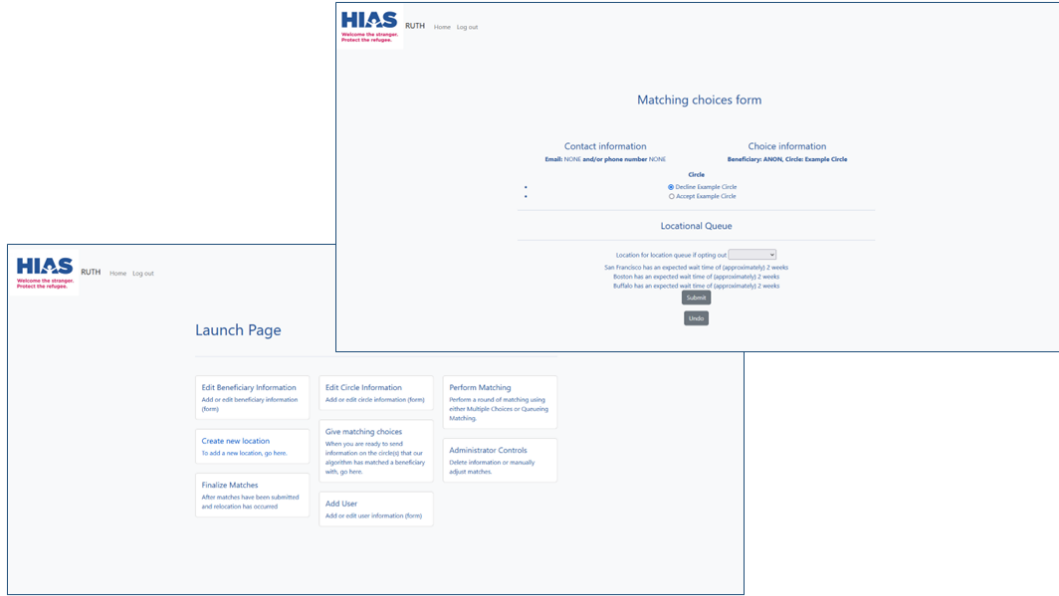 HIAS
Welcome the stranger.
Protect the refugee.
RUTH Home Log out
Matching choices form
Contact information
Email: NONE and/or phone number NONE
Choice information
Beneficiary: ANON, Circle: Example Circle
Circle
Decline Example Circle
Accept Example Circle
Locational Queue
Location for location queue if opting out
San Francisco has an expected wait time of (approximately) 2 weeks
Boston has an expected wait time of (approximately) 2 weeks
Buffalo has an expected wait time of (approximately) 2 weeks
Submit
Undo
HIAS
Welcome the stranger.
Protect the refugee.
RUTH Home Log out
Launch Page
Edit Beneficiary Information
Add or edit beneficiary information
(form)
Create new location
To add a new location, go here.
Finalize Matches
After matches have been submitted
and relocation has occurred
Edit Circle Information
Add or edit circle information (form)
Give matching choices
When you are ready to send
information on the circle(s) that our
algorithm has matched a beneficiary
with, go here.
Add User
Add or edit user information (form)
Perform Matching
Perform a round of matching using
either Multiple Choices or Queueing
Matching.
Administrator Controls
Delete information or manually
adjust matches.